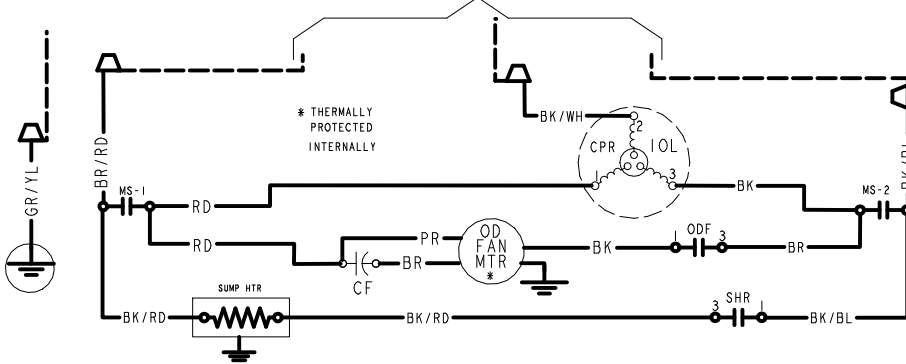 * THERMALLY
PROTECTED
INTERNALLY
BK/WH
2
CPR
IOL
1
3
GR/YL
BR/RD
MS-1
RD
BK
MS-2
RD
PR
OD
FAN
MTR
*
BK
1
ODF
3
BR
BR
CF
SUMP HTR
BK/RD
BK/RD
3
SHR
1
BK/BL